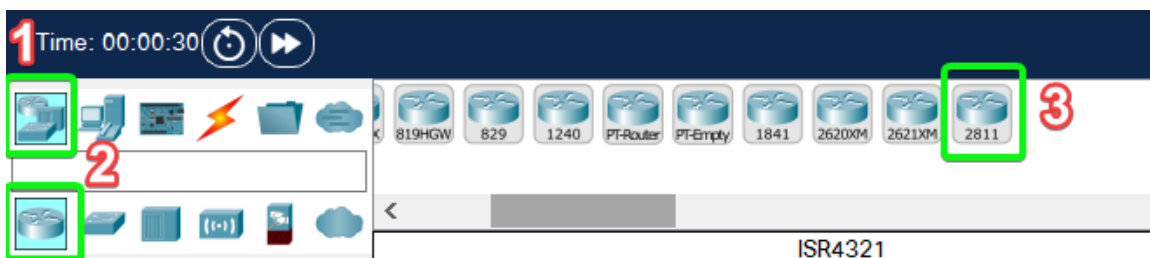 1
Time: 00:00:30
819HGW
829
1240
PT-Router
PT-Empty
1841
2620XM
2621XM
2811
3
2
<
ISR4321